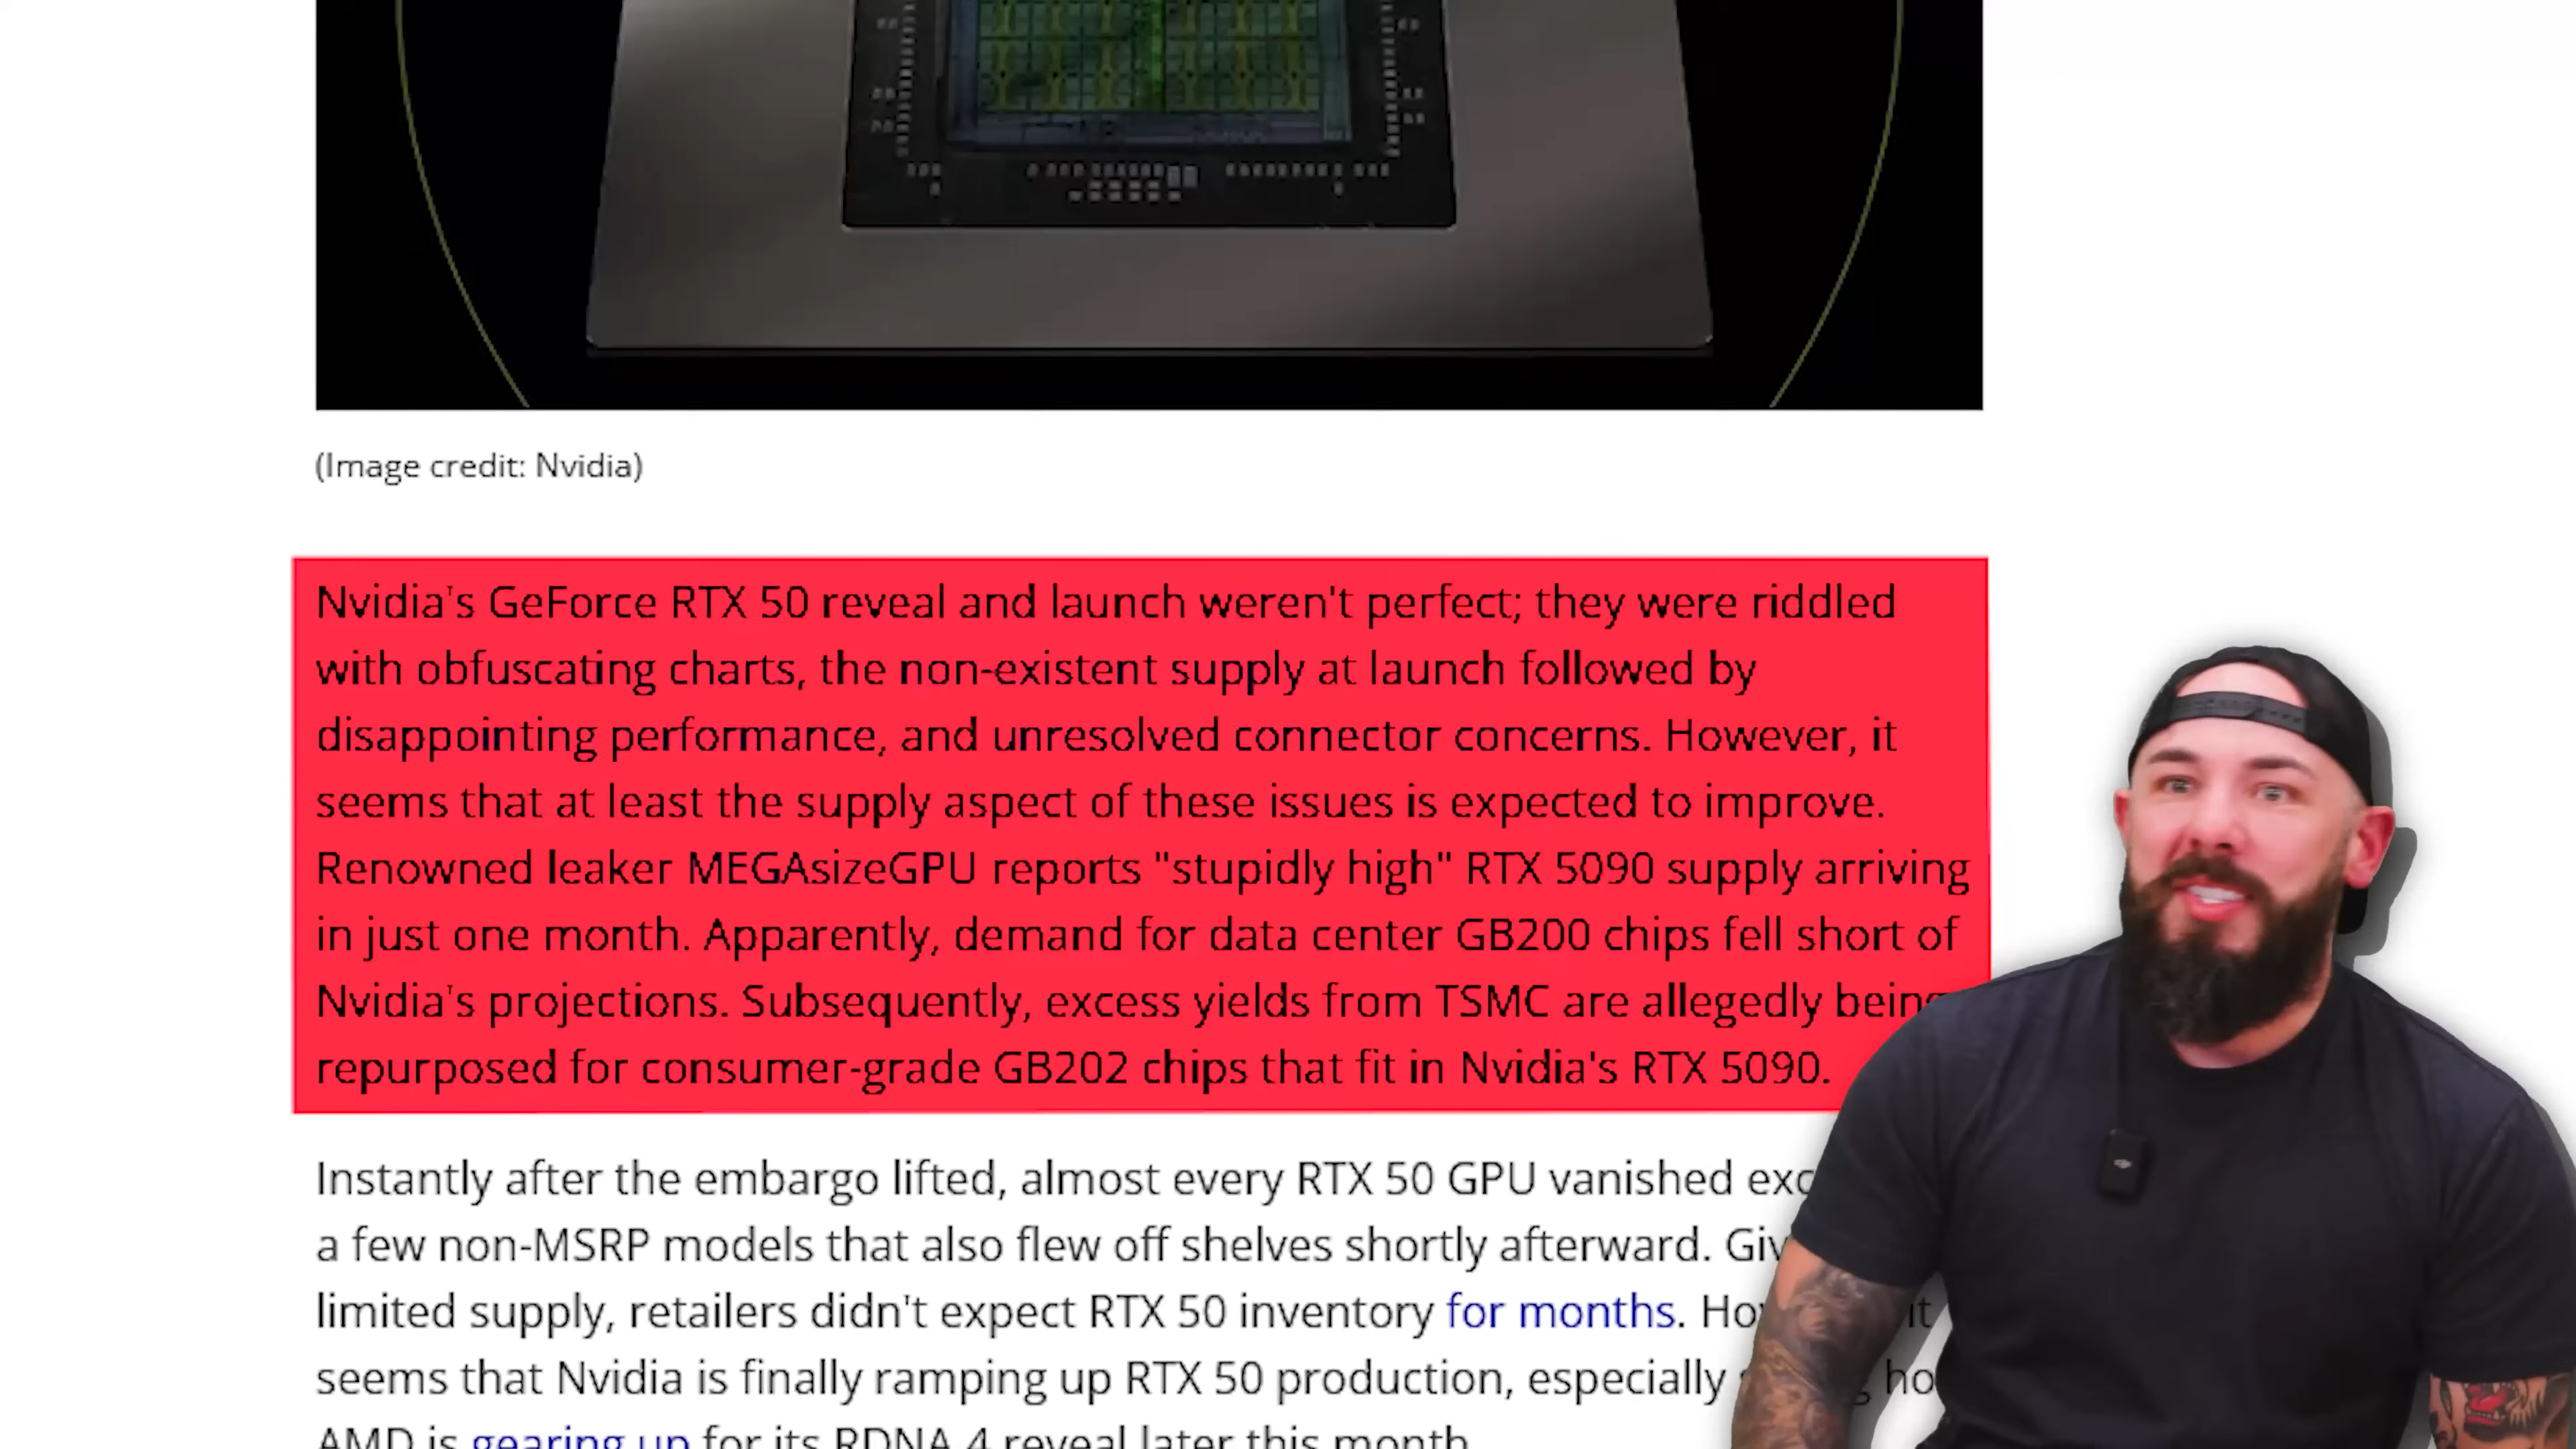 (Image credit: Nvidia)
Nvidia's GeForce RTX 50 reveal and launch weren't perfect; they were riddled
with obfuscating charts, the non-existent supply at launch followed by
disappointing performance, and unresolved connector concerns. However, it
seems that at least the supply aspect of these issues is expected to improve.
Renowned leaker MEGAsizeGPU reports "stupidly high" RTX 5090 supply arriving
in just one month. Apparently, demand for data center GB200 chips fell short of
Nvidia's projections. Subsequently, excess yields from TSMC are allegedly being
repurposed for consumer-grade GB202 chips that fit in Nvidia's RTX 5090.
Instantly after the embargo lifted, almost every RTX 50 GPU vanished
a few non-MSRP models that also flew off shelves shortly afterward.
limited supply, retailers didn't expect RTX 50 inventory for months. it
seems that Nvidia is finally ramping up RTX 50 production, especially
AMD is gearing up for its RDNA 4 reveal later this month.